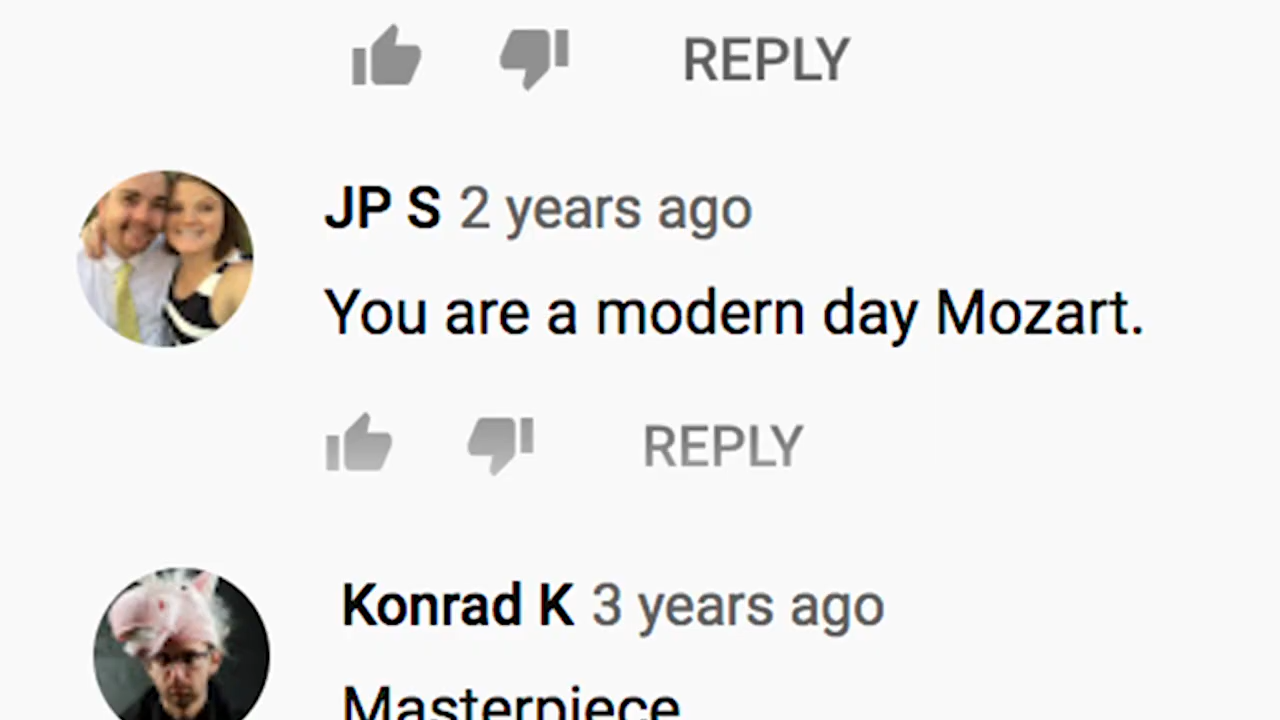 REPLY
JP S 2 years ago
You are a modern day Mozart.
REPLY
Konrad K 3 years ago
Masterpiece